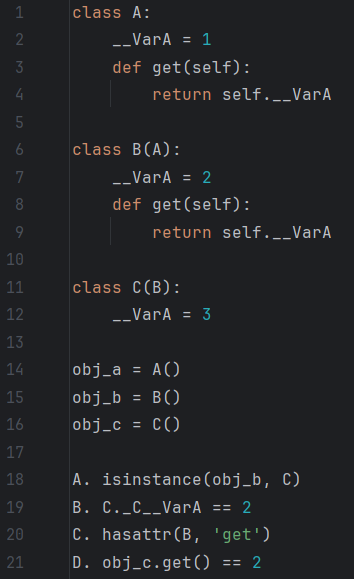 1 class A:
2     __VarA = 1
3     def get(self):
4         return self.__VarA
5
6 class B(A):
7     __VarA = 2
8     def get(self):
9         return self.__VarA
10
11 class C(B):
12     __VarA = 3
13
14 obj_a = A()
15 obj_b = B()
16 obj_c = C()
17
18 A. isinstance(obj_b, C)
19 B. C._C__VarA == 2
20 C. hasattr(B, 'get')
21 D. obj_c.get() == 2